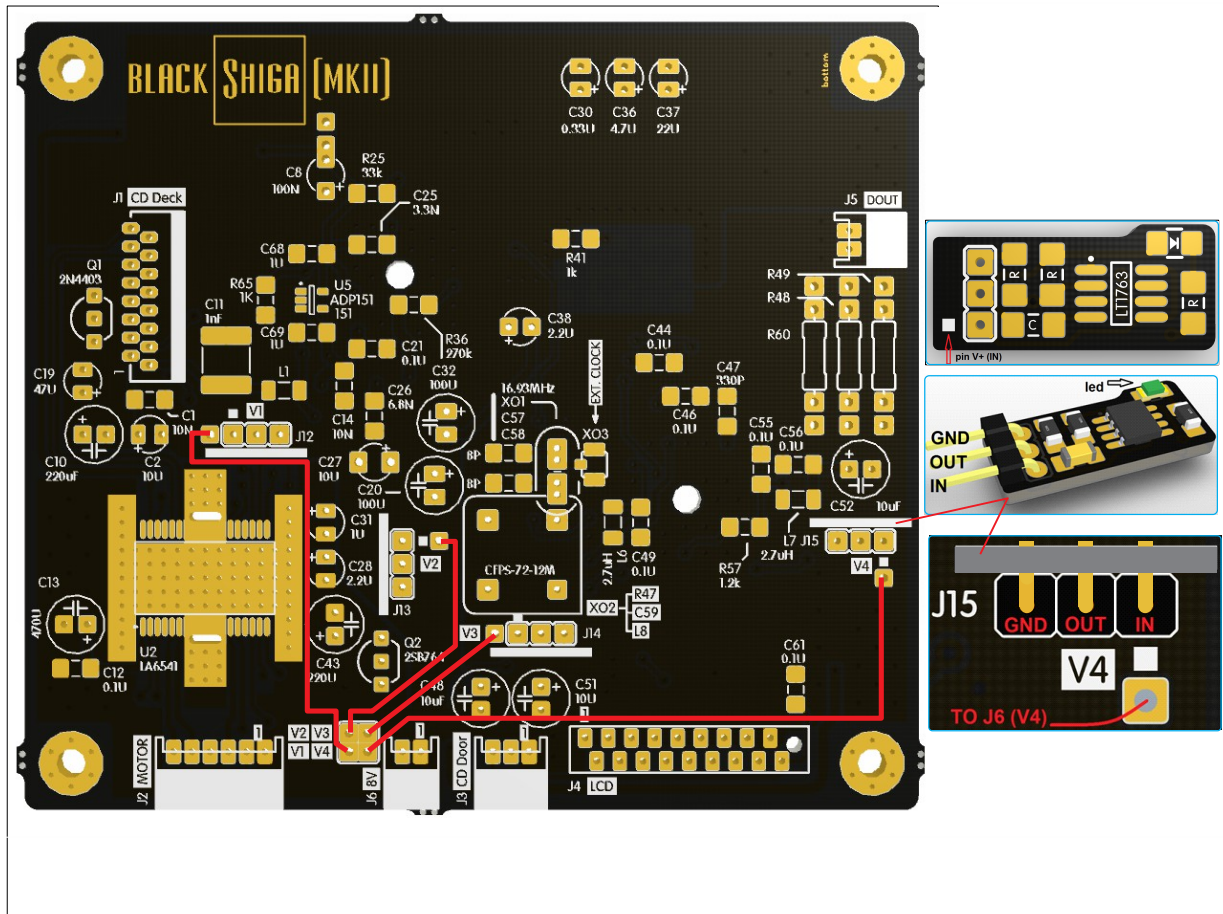 BLACK SHIGA (MKII)
bottom
C30
0.33U
C36
4.7U
C37
22U
C8
100N
R25
33k
C25
3.3N
J1 CD Deck
J5 DOUT
Q1
2N4403
C68
1U
R65
1K
U5
ADP151
151
R41
1k
R49
R48
R60
C11
1nF
C69
1U
R36
270k
C38
2.2U
C21
0.1U
C44
0.1U
C19
47U
L1
1
C32
100U
16.93MHz
XO1
EXT. CLOCK
C47
330P
C1
10N
V1
J12
C14
10N
C26
6.8N
C57
C58
C46
0.1U
C10
220uF
C2
10U
C27
10U
C20
100U
BP
BP
XO3
C55
0.1U
C56
0.1U
C52
10uF
C31
1U
C28
2.2U
V2
J13
CFPS-72-12M
2.7uH
L6
C49
0.1U
R57
1.2k
L7
2.7uH
J15
V4
C13
470U
U2
LA6541
C12
0.1U
C43
220U
Q2
2SB764
V3
J14
XO2
R47
C59
L8
C48
10uF
C51
10U
C61
0.1U
V2 V3
V1 V4
1
1
1
1
J2 MOTOR
J6 8V
J3 CD Door
J4 LCD
R
R
C
LT1763
R
pin V+ (IN)
led
GND
OUT
IN
J15
GND OUT IN
V4
TO J6 (V4)